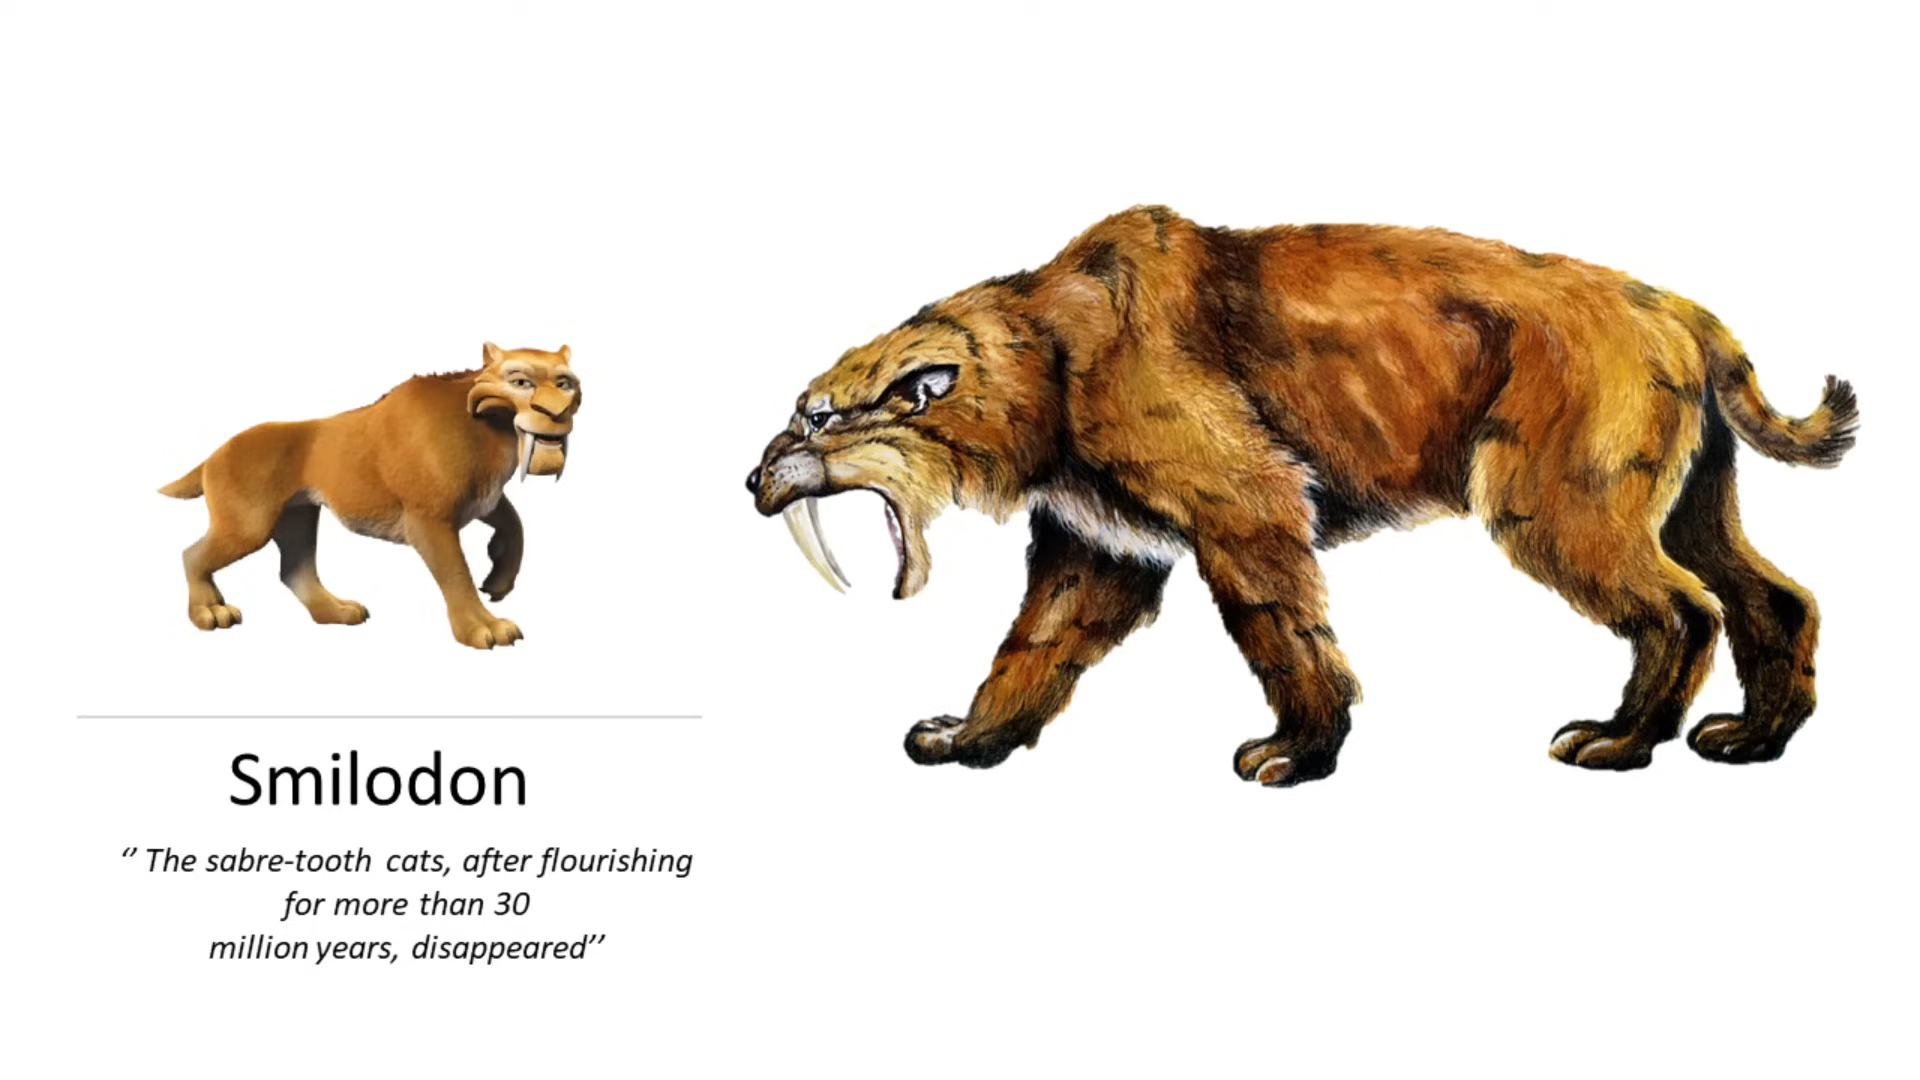 Smilodon
‘’ The sabre-tooth cats, after flourishing
for more than 30
million years, disappeared’’